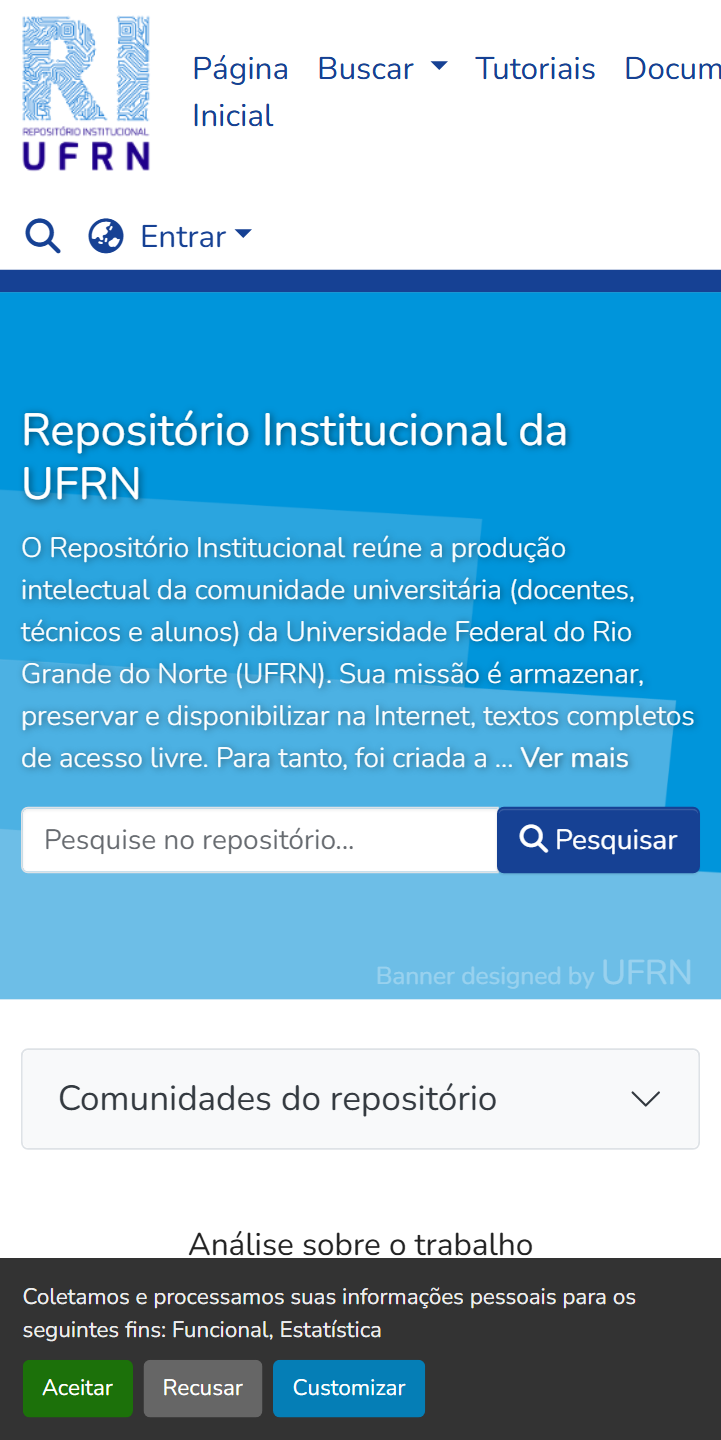 RI
REPOSITÓRIO INSTITUCIONAL
UFRN
Página Inicial
Buscar
Tutoriais
Docum
Entrar
Repositório Institucional da
UFRN
O Repositório Institucional reúne a produção
intelectual da comunidade universitária (docentes,
técnicos e alunos) da Universidade Federal do Rio
Grande do Norte (UFRN). Sua missão é armazenar,
preservar e disponibilizar na Internet, textos completos
de acesso livre. Para tanto, foi criada a ... Ver mais
Pesquise no repositório...
Pesquisar
Banner designed by UFRN
Comunidades do repositório
Análise sobre o trabalho
Coletamos e processamos suas informações pessoais para os
seguintes fins: Funcional, Estatística
Aceitar
Recusar
Customizar